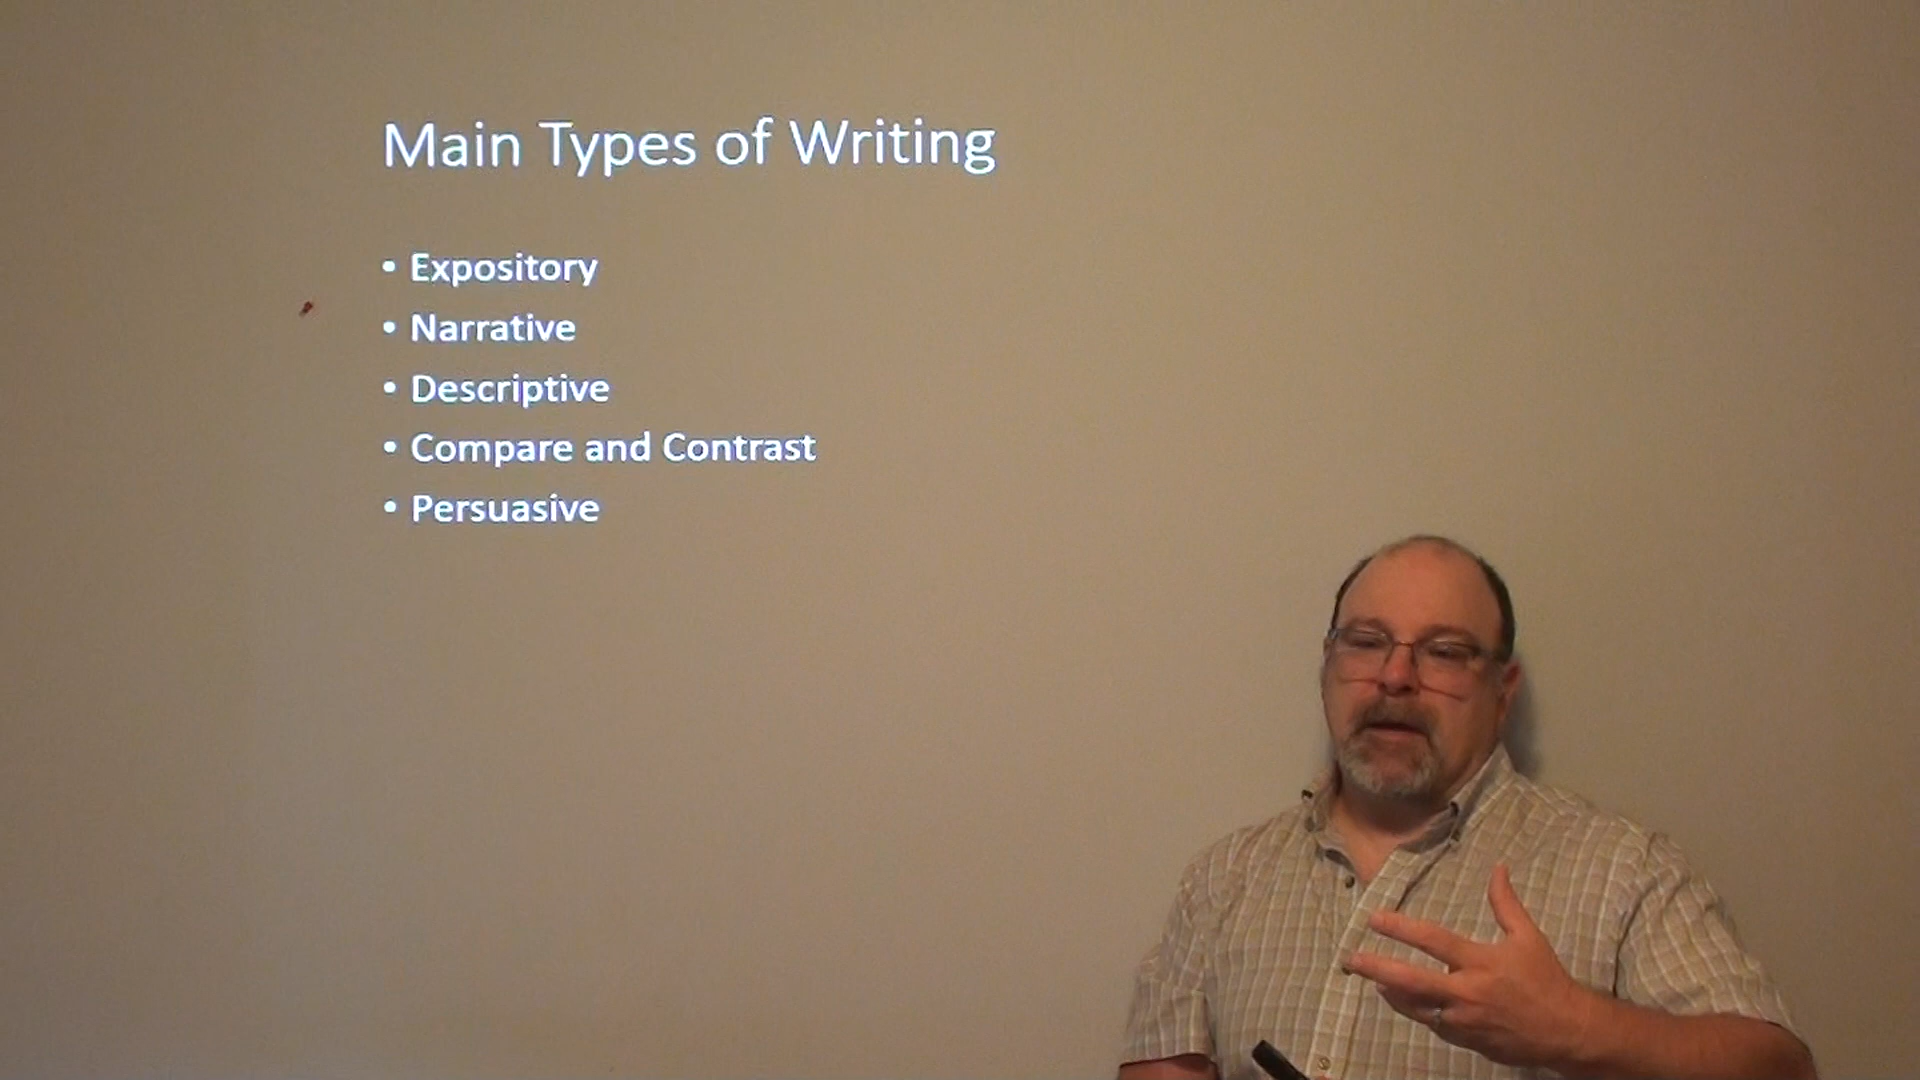 Main Types of Writing
• Expository
• Narrative
• Descriptive
• Compare and Contrast
• Persuasive